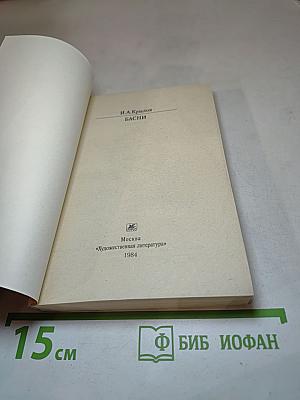 И.А.Крылов
БАСНИ
Москва
«Художественная литература»
1984
15 см
Ф БИБ ИОФАН